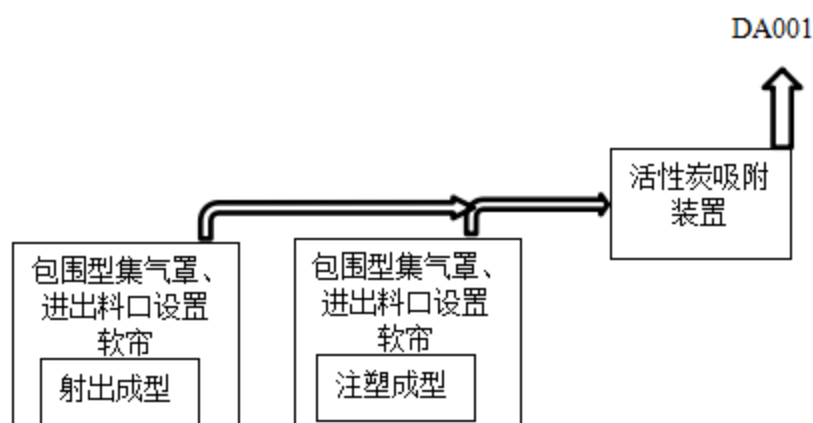 DA001
活性炭吸附
装置
包围型集气罩、
进出料口设置
软帘
射出成型
包围型集气罩、
进出料口设置
软帘
注塑成型